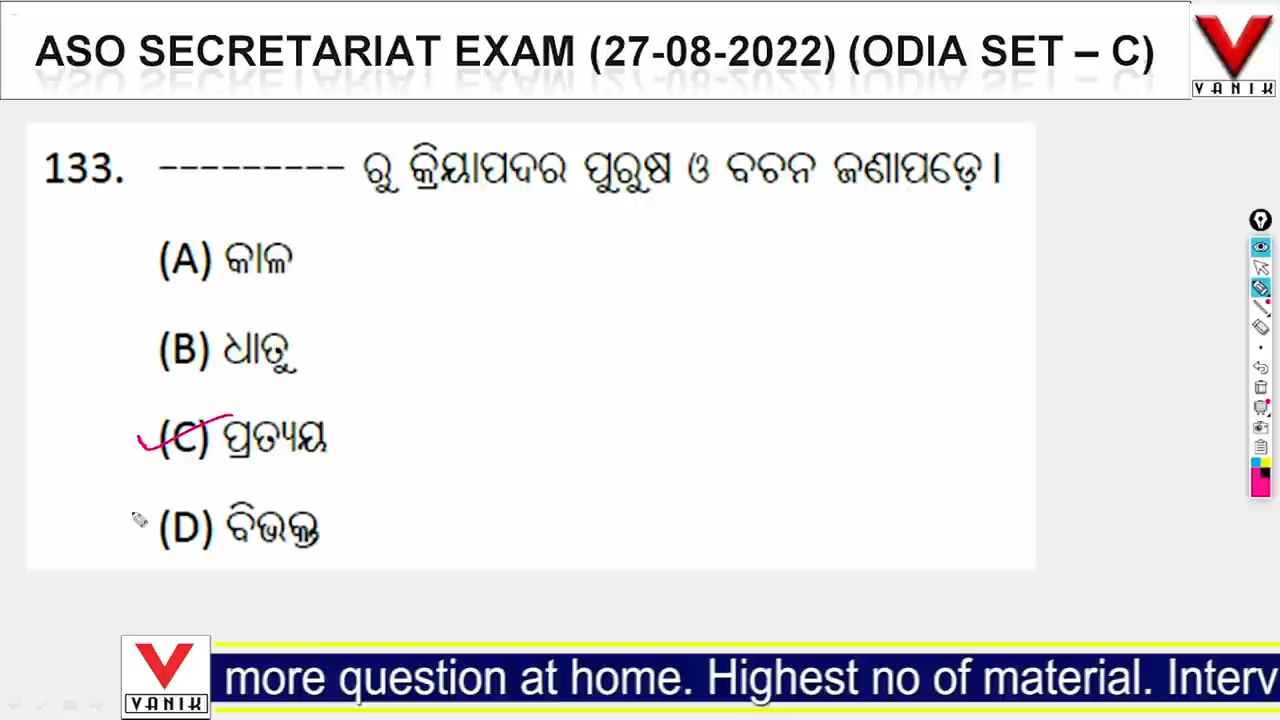 ASO SECRETARIAT EXAM (27-08-2022) (ODIA SET – C)
VANIK
133. --------- ରୁ କ୍ରିୟାପଦର ପୁରୁଷ ଓ ବଚନ ଜଣାପଡ଼େ।
(A) କାଳ
(B) ଧାତୁ
(C) ପ୍ରତ୍ୟୟ
(D) ବିଭକ୍ତ
VANIK
more question at home. Highest no of material. Interv